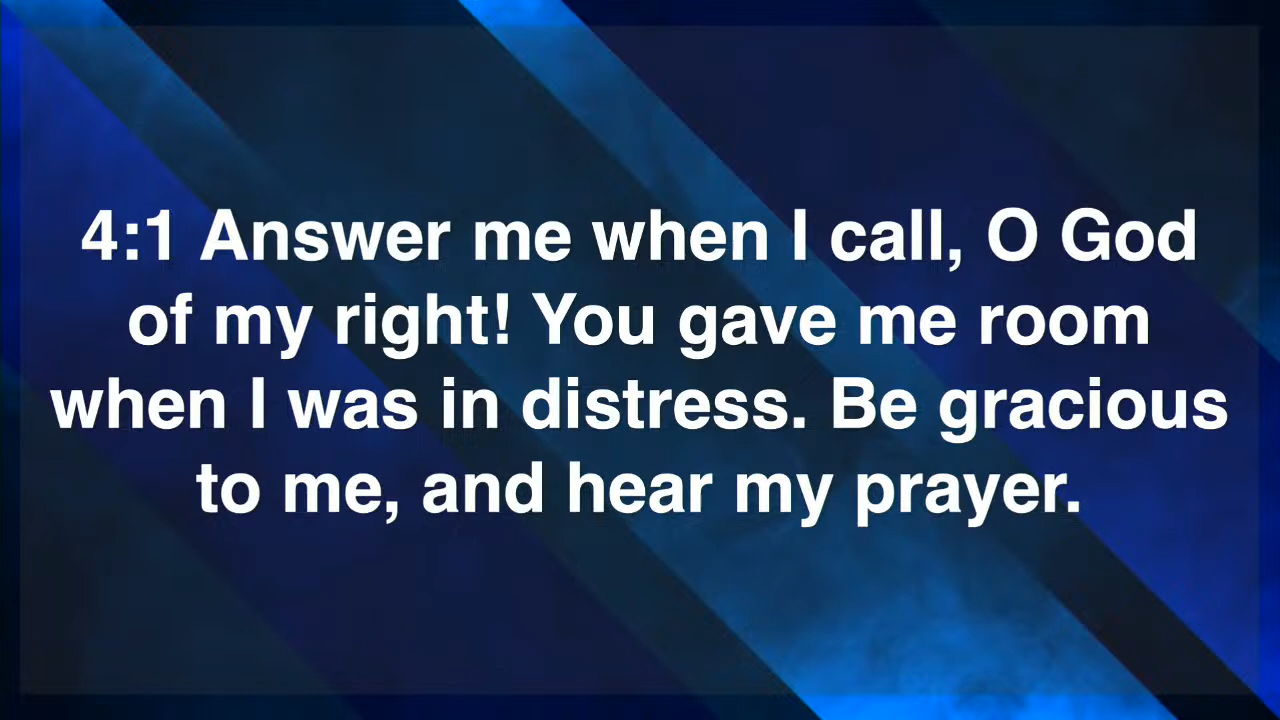 4:1 Answer me when I call, O God
of my right! You gave me room
when I was in distress. Be gracious
to me, and hear my prayer.